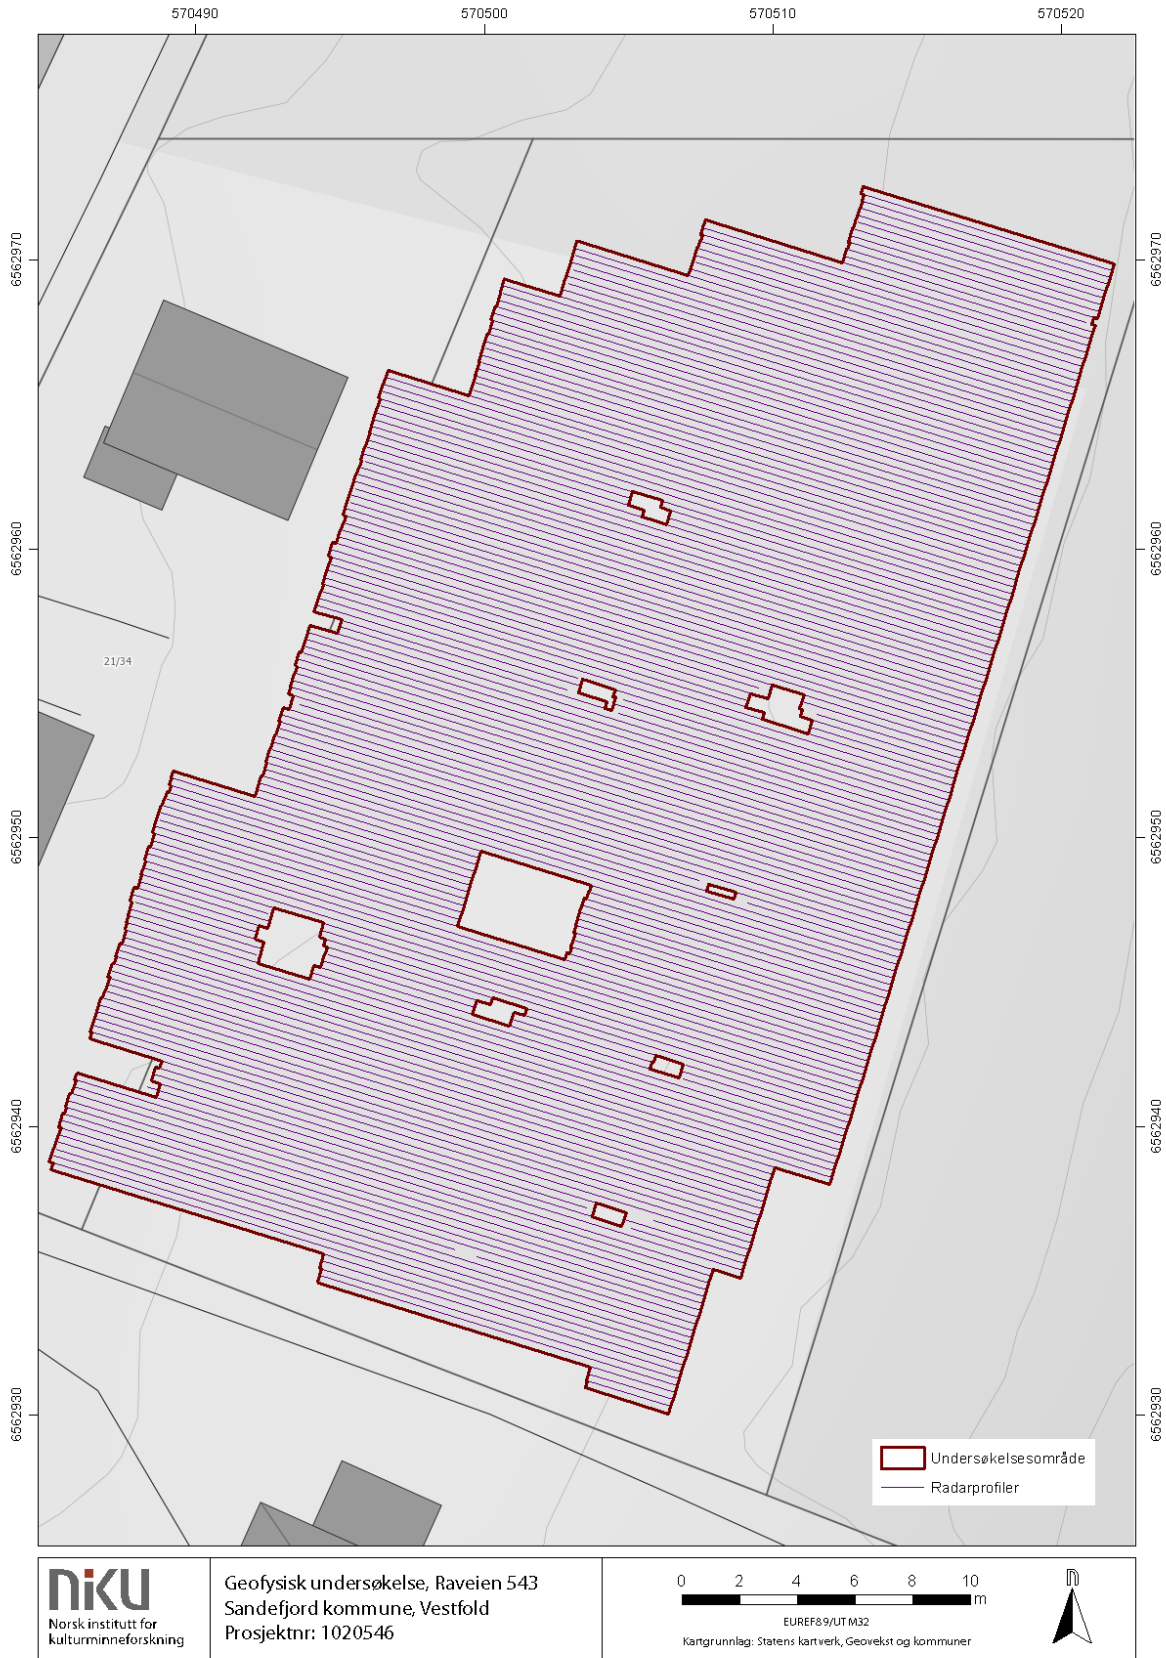 570490 570500 570510 570520
6562970 6562970
6562960 6562960
21/34
6562950 6562950
6562940 6562940
6562930 6562930
Undersøkelsesområde
Radarprofiler
niKU
Norsk institutt for
kulturminneforskning
Geofysisk undersøkelse, Raveien 543
Sandefjord kommune, Vestfold
Prosjektnr: 1020546
0 2 4 6 8 10
m
EUREF89/UTM32
Kartgrunnlag: Statens kartverk, Geovekst og kommuner
n